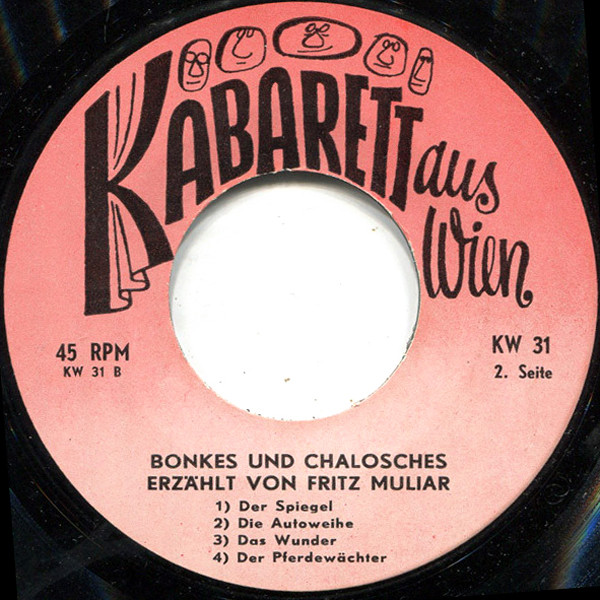 KABARETT aus
Wien
45 RPM
KW 31 B
KW 31
2. Seite
BONKES UND CHALOSCHES
ERZÄHLT VON FRITZ MULIAR
1) Der Spiegel
2) Die Autoweihe
3) Das Wunder
4) Der Pferdewächter